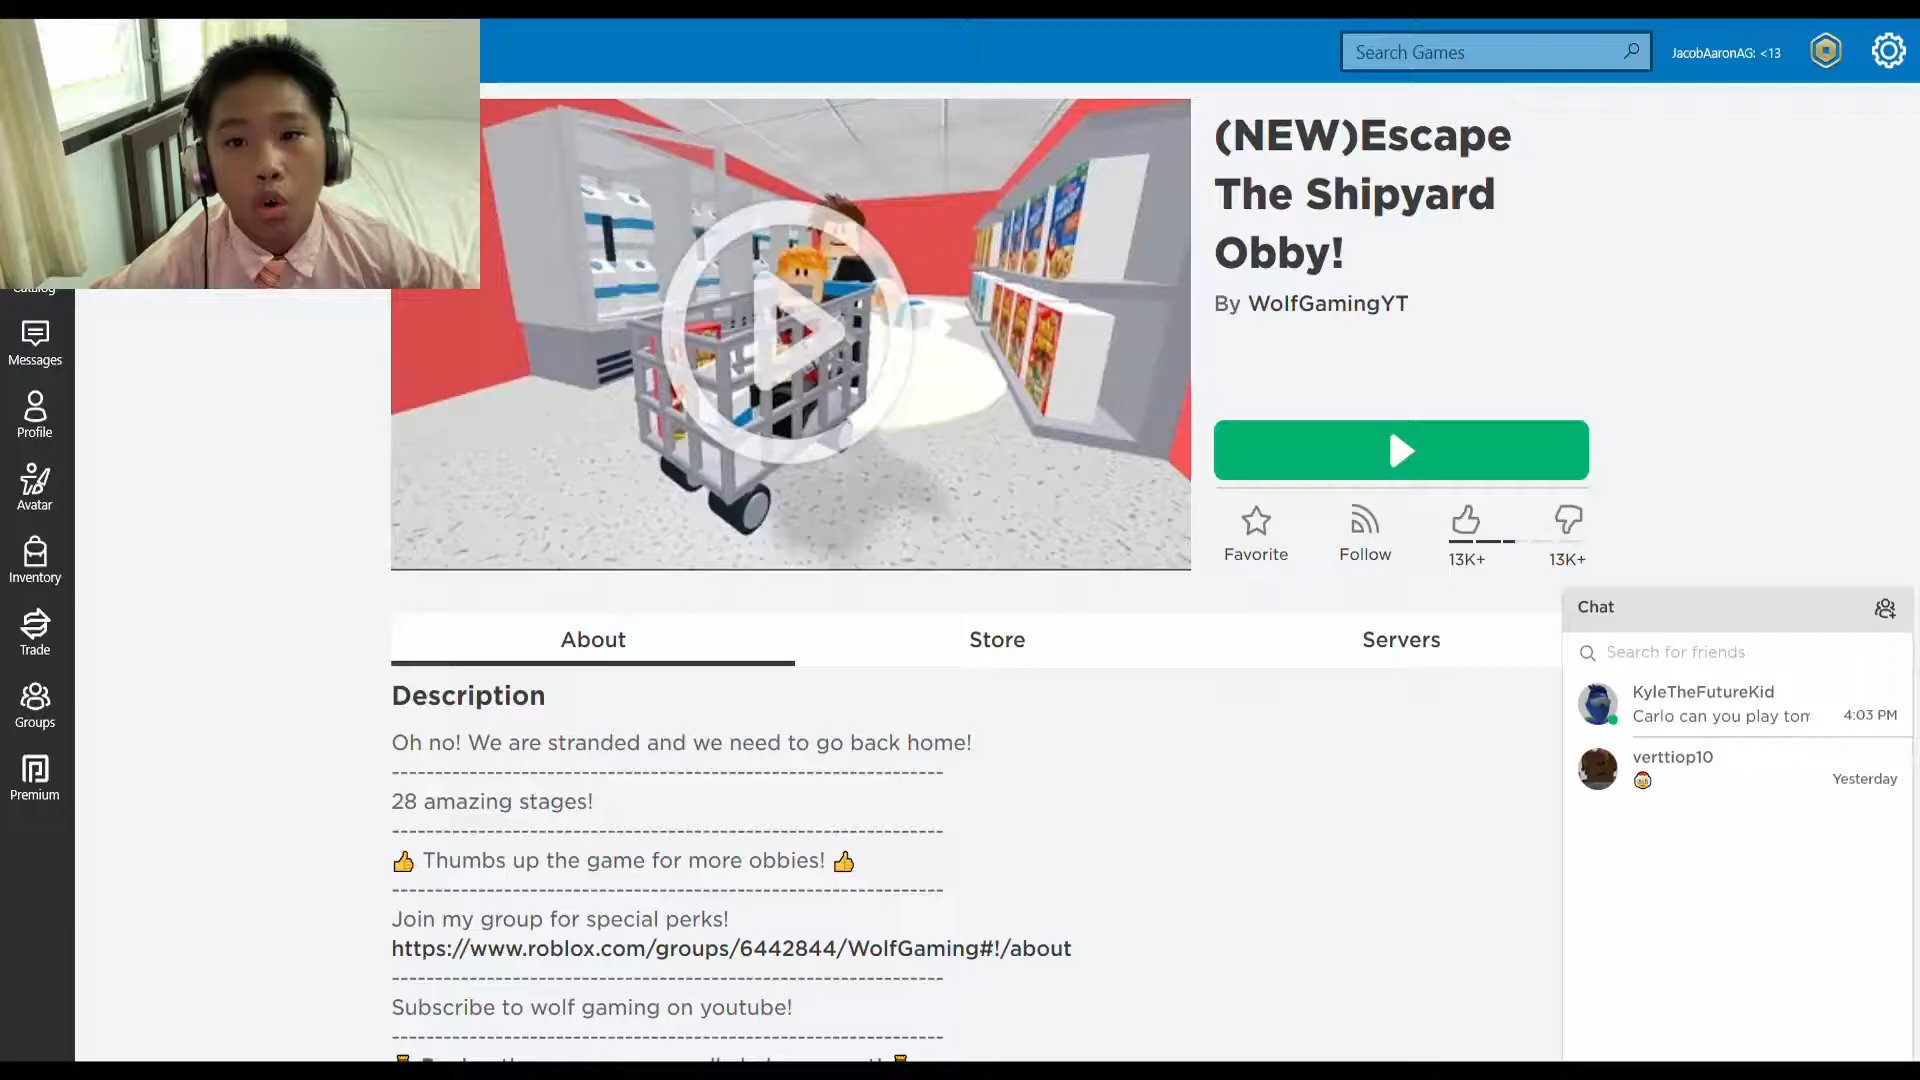 Search Games
JacobAaronAG: <13
(NEW)Escape
The Shipyard
Obby!
By WolfGamingYT
Catalog
Messages
Profile
Avatar
Inventory
Trade
Groups
Premium
Favorite
Follow
13K+
13K+
About
Store
Servers
Description
Oh no! We are stranded and we need to go back home!
----------------------------------------------------------------
28 amazing stages!
----------------------------------------------------------------
👍 Thumbs up the game for more obbies! 👍
----------------------------------------------------------------
Join my group for special perks!
https://www.roblox.com/groups/6442844/WolfGaming#!/about
----------------------------------------------------------------
Subscribe to wolf gaming on youtube!
----------------------------------------------------------------
Chat
Search for friends
KyleTheFutureKid
Carlo can you play tom
4:03 PM
verttiop10
Yesterday